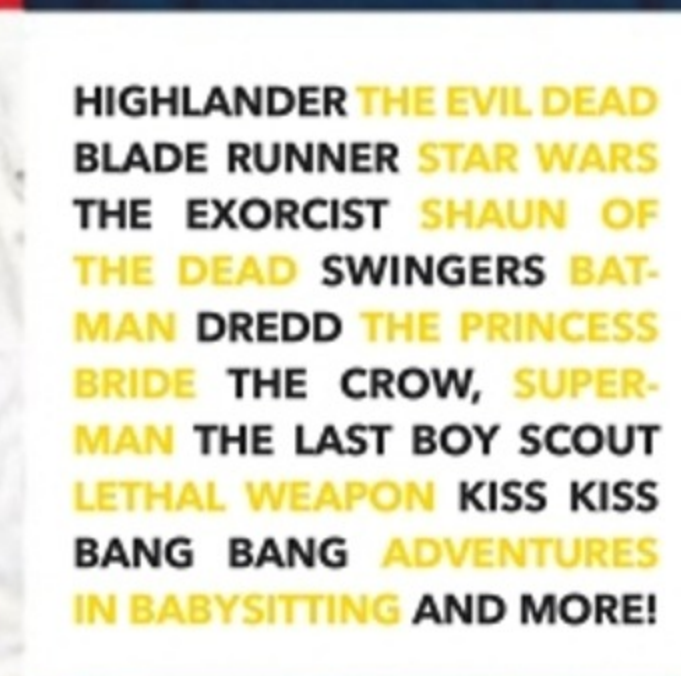 HIGHLANDER THE EVIL DEAD
BLADE RUNNER STAR WARS
THE EXORCIST SHAUN OF
THE DEAD SWINGERS BAT-
MAN DREDD THE PRINCESS
BRIDE THE CROW, SUPER-
MAN THE LAST BOY SCOUT
LETHAL WEAPON KISS KISS
BANG BANG ADVENTURES
IN BABYSITTING AND MORE!